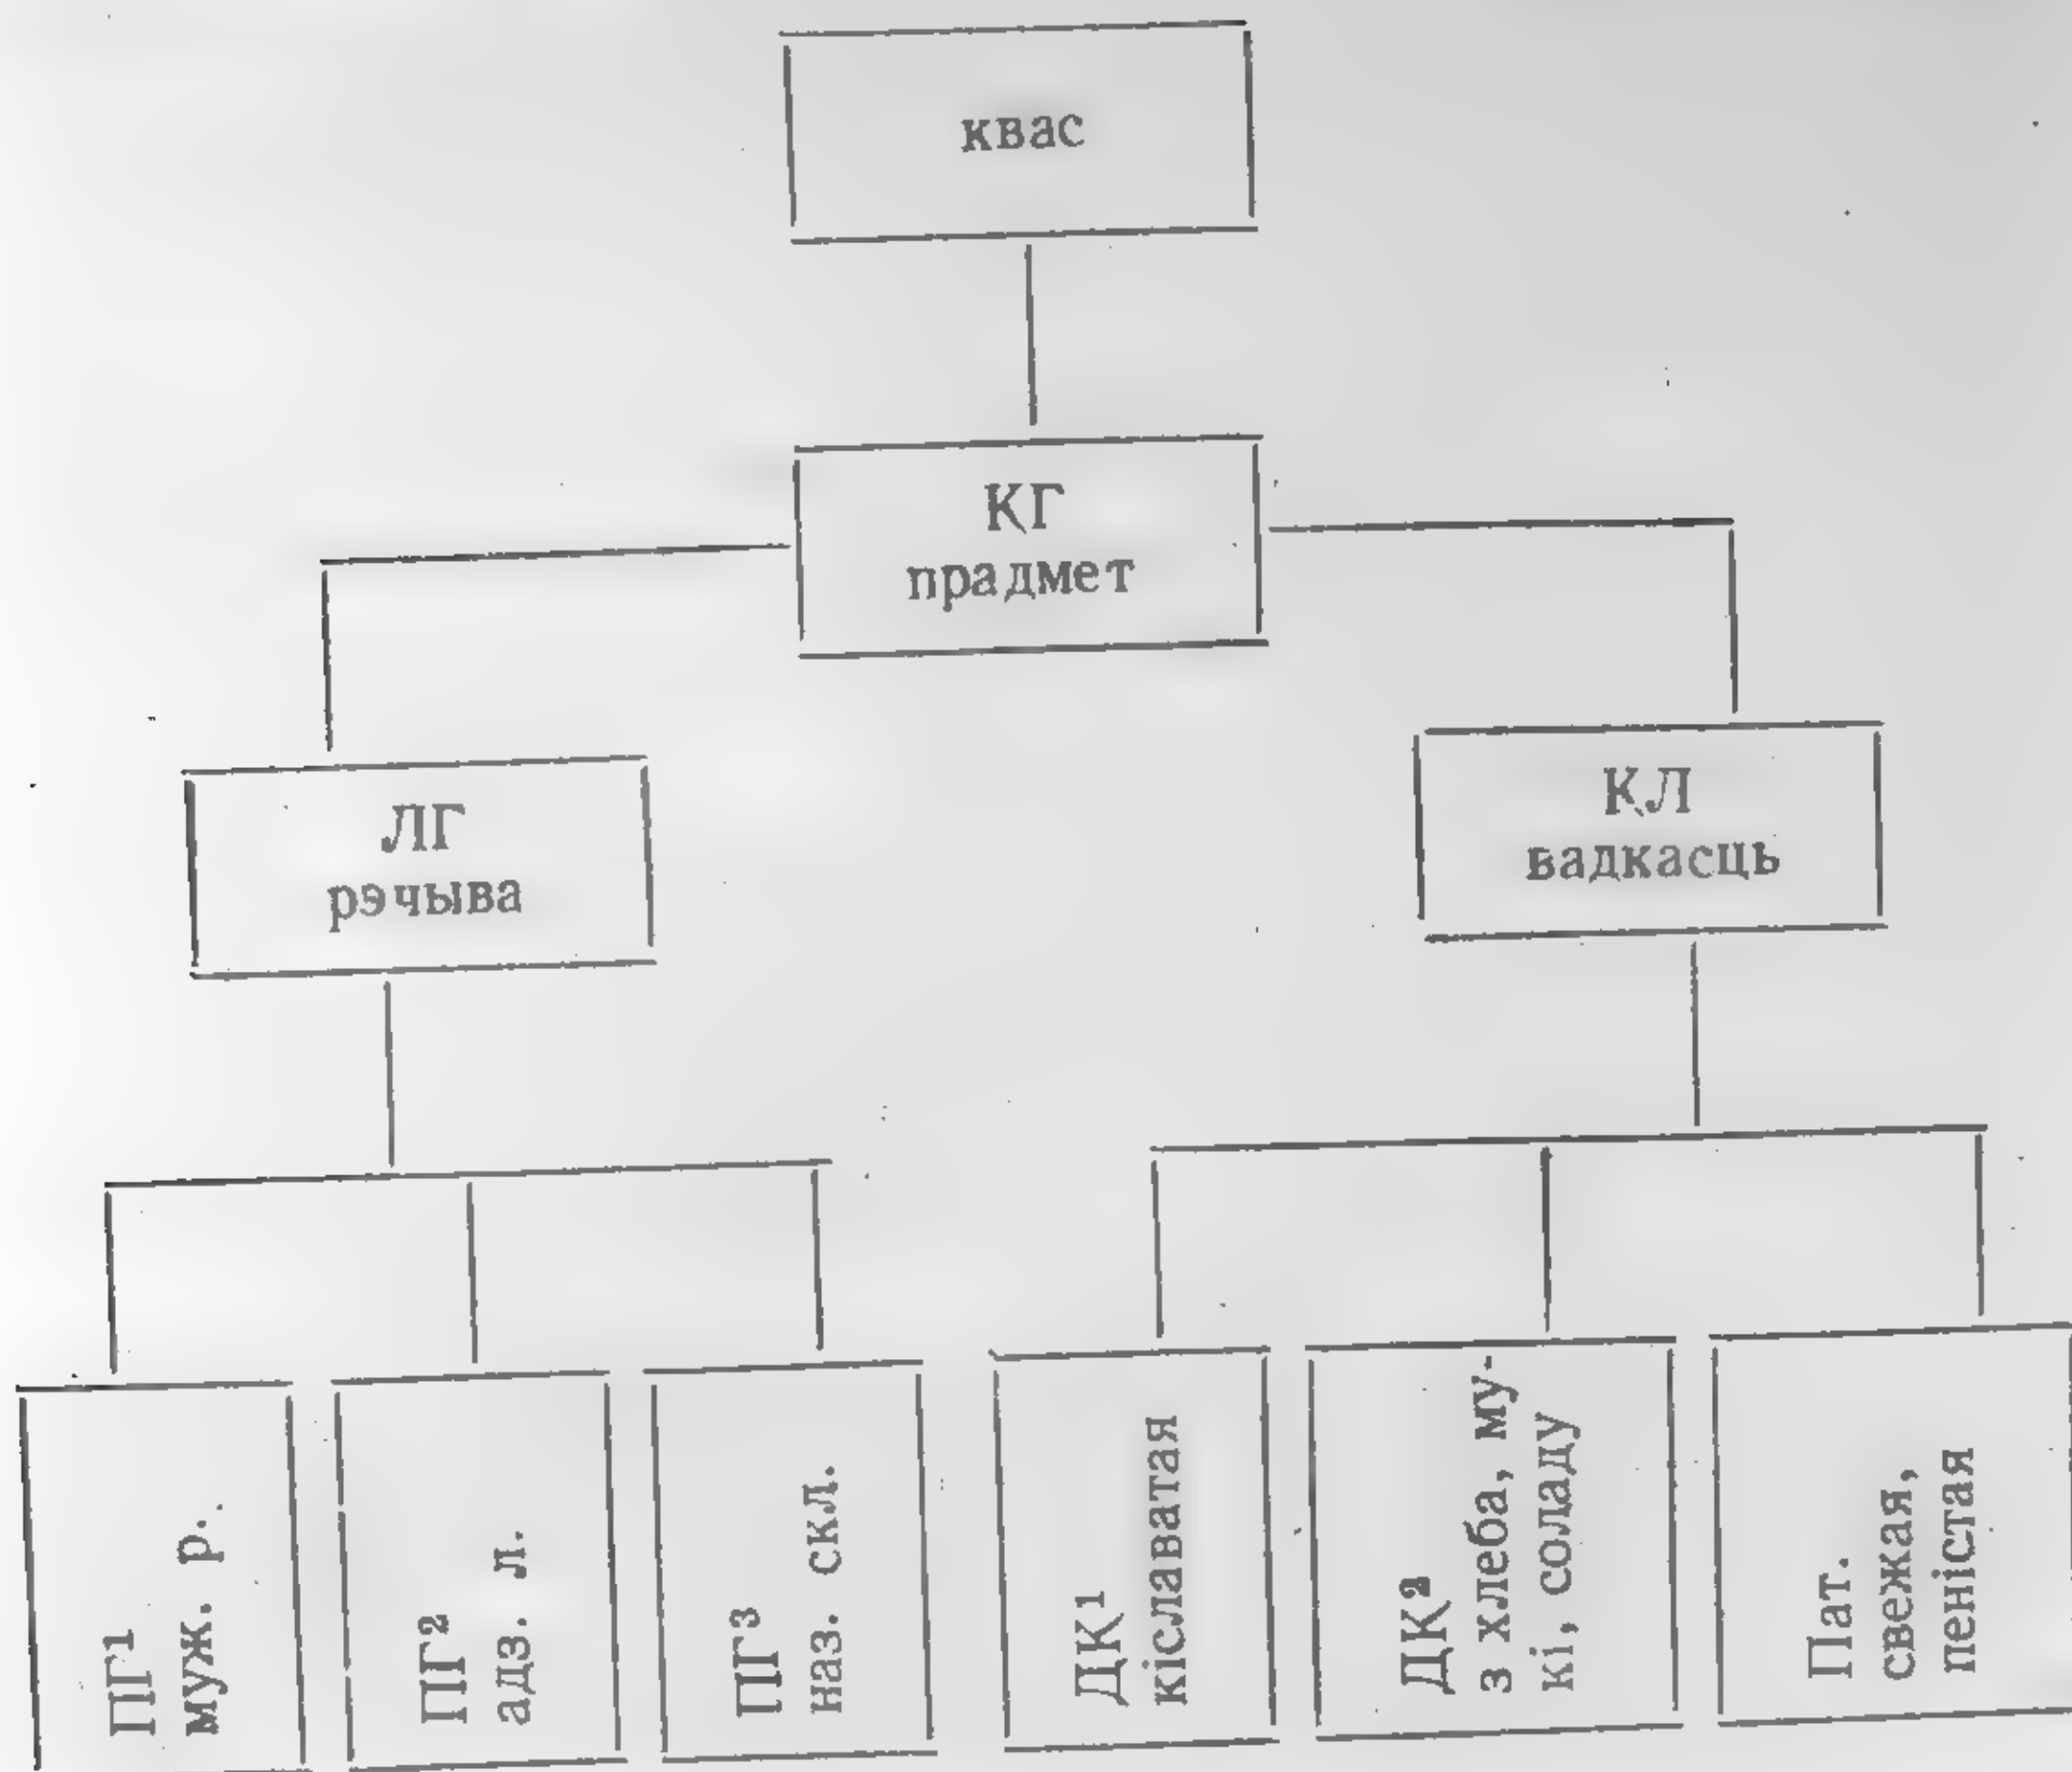 квас
КГ
прадмет
ЛГ
рэчыва
КЛ
вадкасць
ПГ¹
муж. р.
ПГ²
адз. л.
ПГ³
наз. скл.
ДК¹
кіславатая
ДК²
з хлеба, му-
кі, соладу
Пат.
свежая,
пеністая